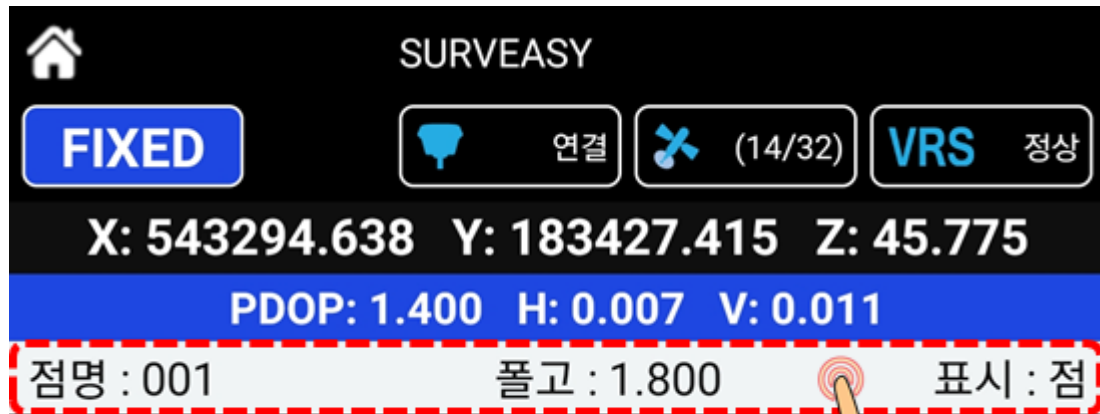 SURVEASY
FIXED 연결 (14/32) VRS 정상
X: 543294.638 Y: 183427.415 Z: 45.775
PDOP: 1.400 H: 0.007 V: 0.011
점명 : 001 폴고 : 1.800 표시 : 점